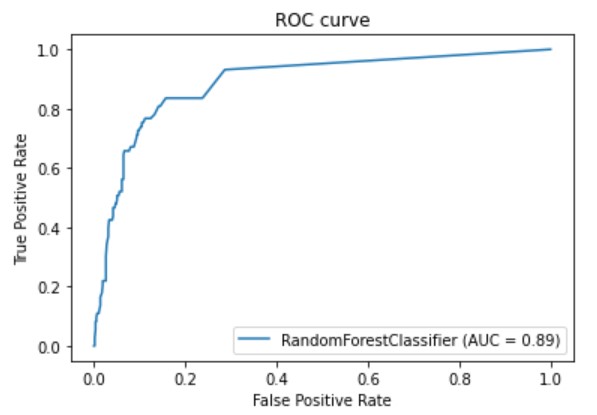 ROC curve
True Positive Rate
1.0
0.8
0.6
0.4
0.2
0.0
RandomForestClassifier (AUC = 0.89)
0.0 0.2 0.4 0.6 0.8 1.0
False Positive Rate